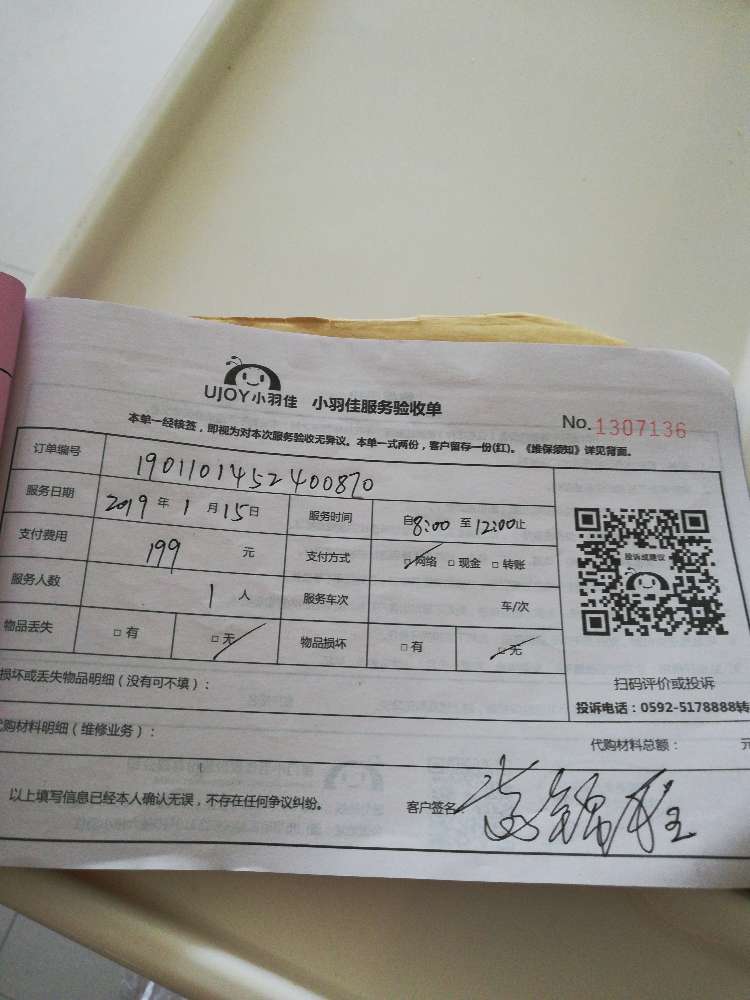 UJOY小羽佳 小羽佳服务验收单
No. 1307136
本单一经核签，即视为对本次服务验收无异议。本单一式两份，客户留存一份(红)。《维保须知》详见背面。
订单编号 1901101452400870
服务日期 2019 年 1 月 15 日 服务时间 自8:00 至 12:00止
支付费用 199 元 支付方式 □网络 □现金 □转账
服务人数 1 人 服务车次 车/次
物品丢失 □有 □无 物品损坏 □有 □无
投诉或建议
扫码评价或投诉
投诉电话：0592-5178888转
损坏或丢失物品明细（没有可不填）：
代购材料明细（维修业务）： 代购材料总额： 元
以上填写信息已经本人确认无误，不存在任何争议纠纷。 客户签名：